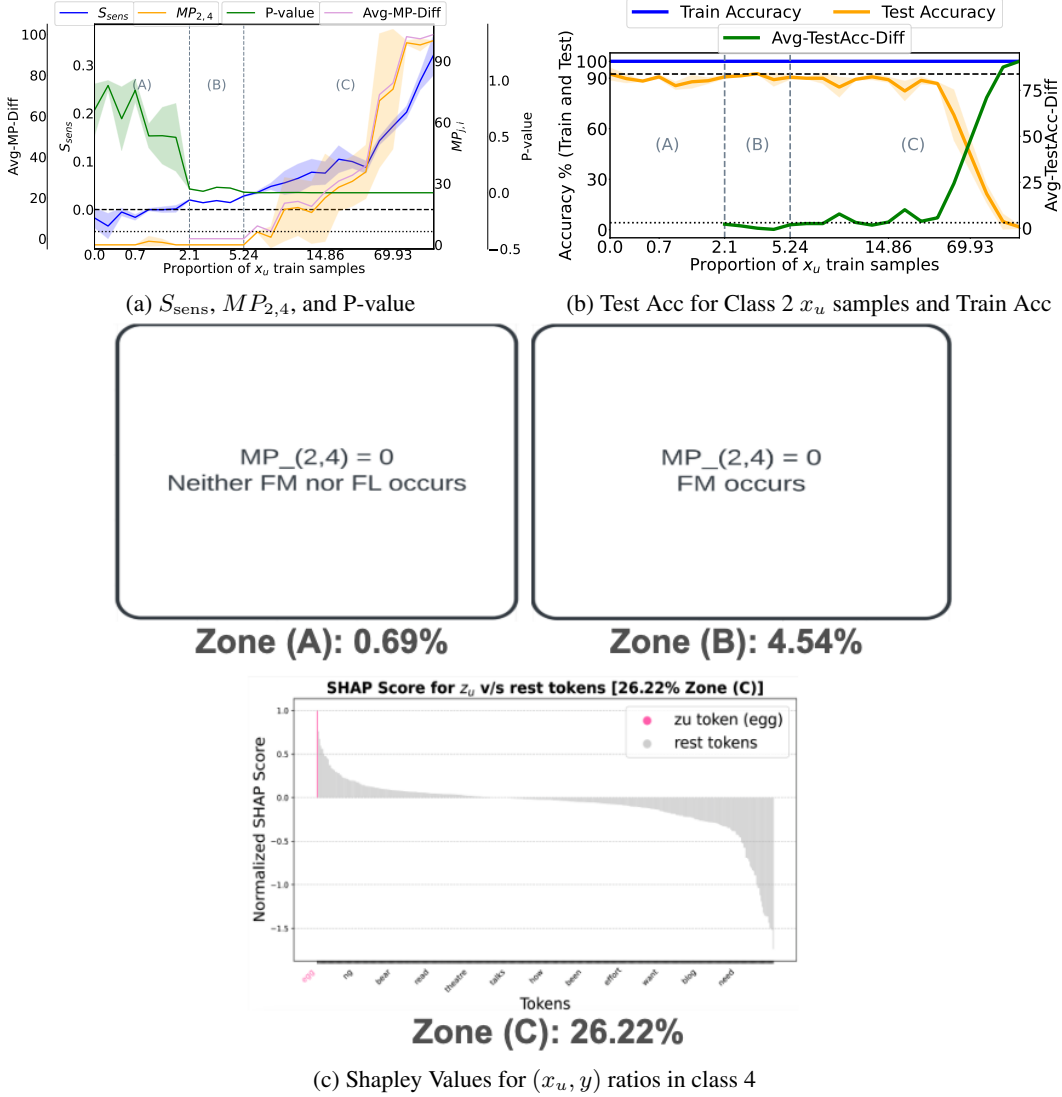 S_sens MP_2,4 P-value Avg-MP-Diff
Avg-MP-Diff
100
80
60
40
20
0
S_sens
0.3
0.2
0.1
0.0
(A) (B) (C)
MP_j,i
90
60
30
0
P-value
1.0
0.5
0.0
−0.5
0.0 0.7 2.1 5.24 14.86 69.93
Proportion of x_u train samples
(a) S_sens, MP_2,4, and P-value
Train Accuracy Test Accuracy
Avg-TestAcc-Diff
Accuracy % (Train and Test)
100
90
60
30
0
(A) (B) (C)
Avg-TestAcc-Diff
75
50
25
0
0.0 0.7 2.1 5.24 14.86 69.93
Proportion of x_u train samples
(b) Test Acc for Class 2 x_u samples and Train Acc
MP_(2,4) = 0
Neither FM nor FL occurs
Zone (A): 0.69%
MP_(2,4) = 0
FM occurs
Zone (B): 4.54%
SHAP Score for z_u v/s rest tokens [26.22% Zone (C)]
zu token (egg)
rest tokens
Normalized SHAP Score
1.0
0.5
0.0
−0.5
−1.0
−1.5
egg ng bear read theatre talks how been effort want blog need
Tokens
Zone (C): 26.22%
(c) Shapley Values for (x_u, y) ratios in class 4